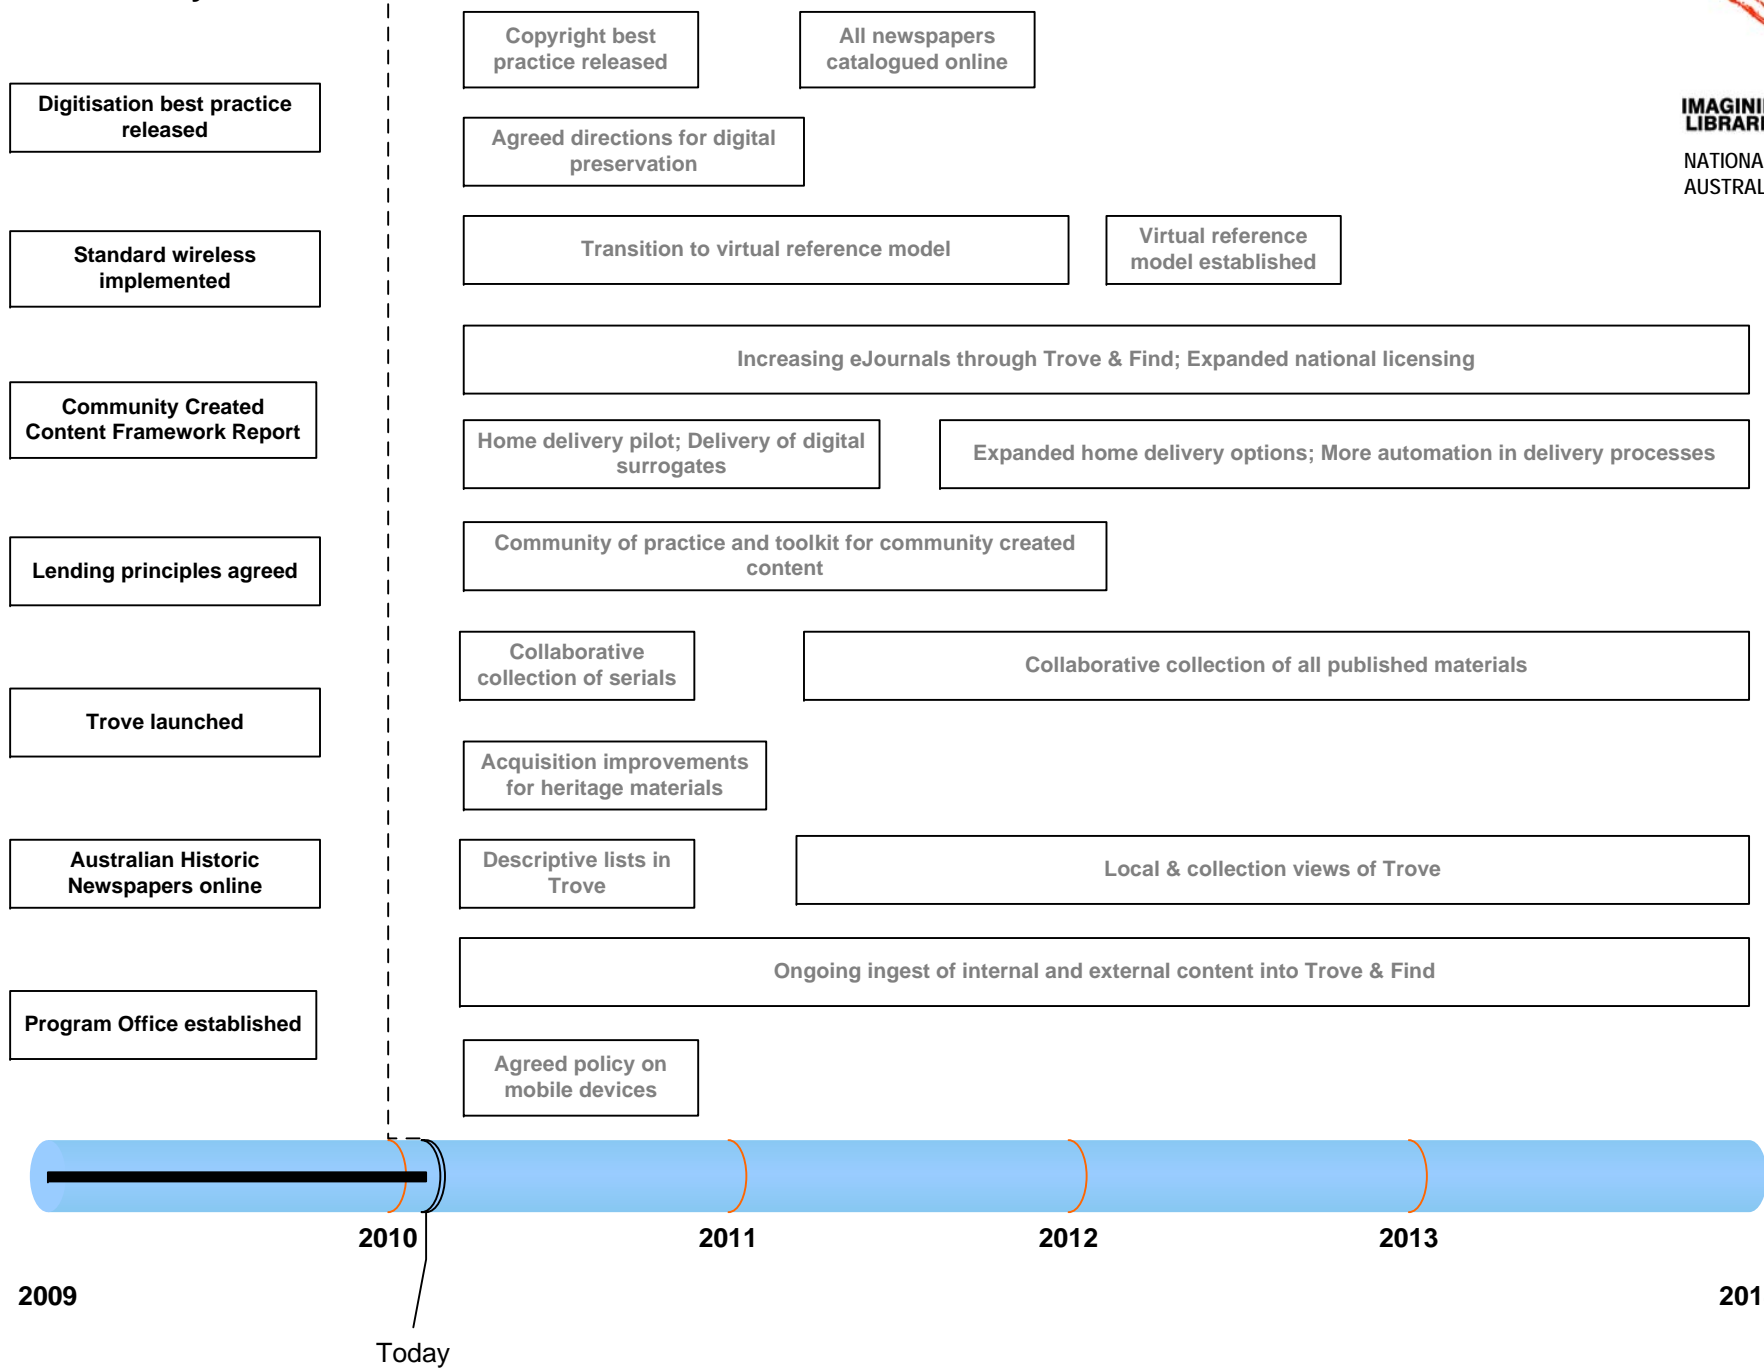 Copyright best
practice released
All newspapers
catalogued online
Digitisation best practice
released
Agreed directions for digital
preservation
NATIONA
AUSTRAL
Standard wireless
implemented
Transition to virtual reference model
Virtual reference
model established
Increasing eJournals through Trove & Find; Expanded national licensing
Community Created
Content Framework Report
Home delivery pilot; Delivery of digital
surrogates
Expanded home delivery options; More automation in delivery processes
Lending principles agreed
Community of practice and toolkit for community created
content
Collaborative
collection of serials
Collaborative collection of all published materials
Trove launched
Acquisition improvements
for heritage materials
Australian Historic
Newspapers online
Descriptive lists in
Trove
Local & collection views of Trove
Ongoing ingest of internal and external content into Trove & Find
Program Office established
Agreed policy on
mobile devices
2010
2011
2012
2013
2009
201
Today